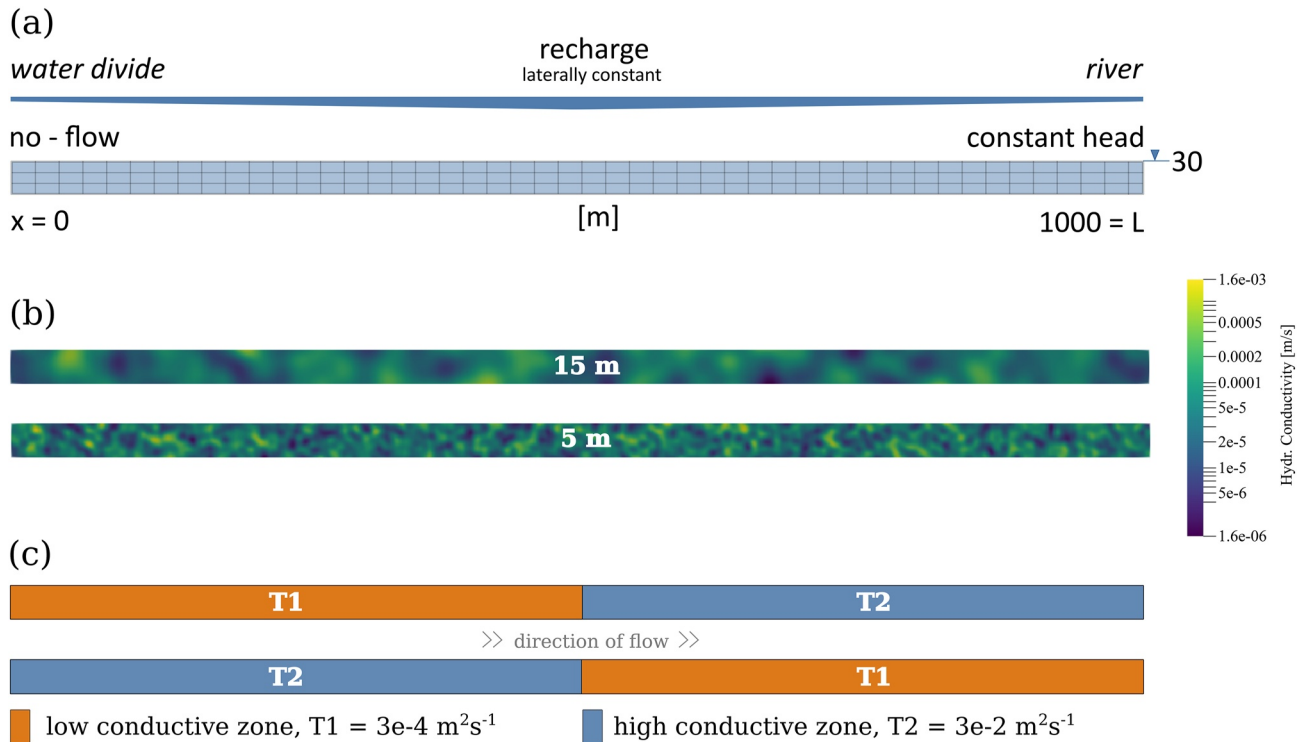 (a)
recharge
water divide laterally constant river
no - flow constant head
30
x = 0 [m] 1000 = L
(b)
15 m
5 m
1.6e-03
0.0005
0.0002
0.0001
5e-5
2e-5
1e-5
5e-6
1.6e-06
Hydr. Conductivity [m/s]
(c)
T1 T2
>> direction of flow >>
T2 T1
low conductive zone, T1 = 3e-4 m²s⁻¹ high conductive zone, T2 = 3e-2 m²s⁻¹